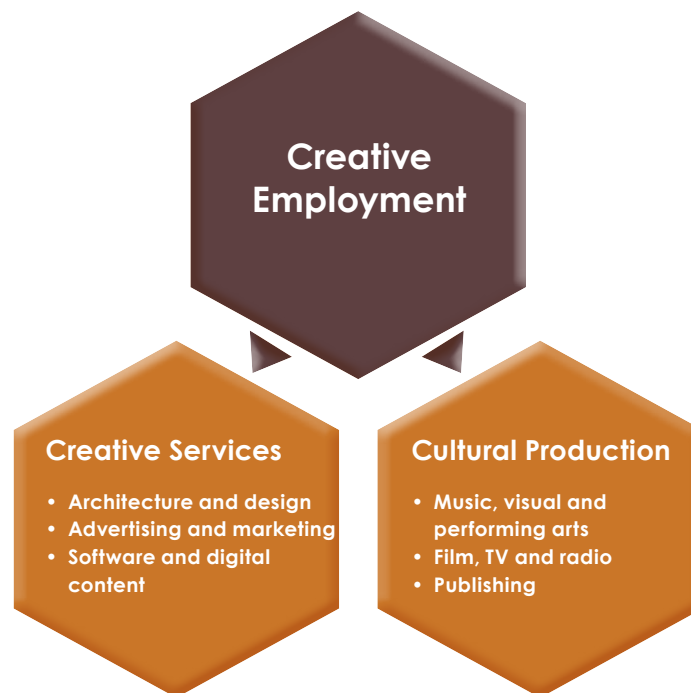 Creative
Employment
Creative Services
• Architecture and design
• Advertising and marketing
• Software and digital
content
Cultural Production
• Music, visual and
performing arts
• Film, TV and radio
• Publishing